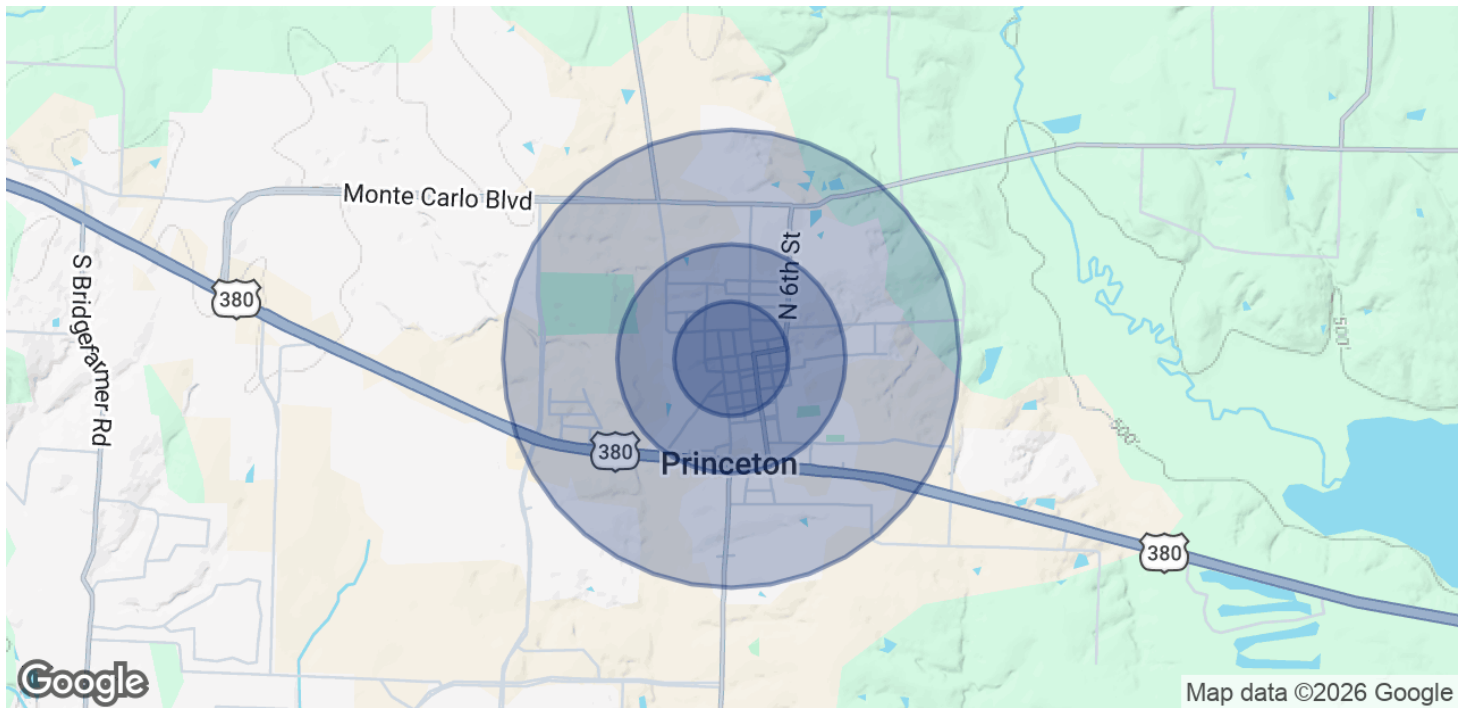 Monte Carlo Blvd
N 6th St
S Bridgefarmer Rd
380
380
Princeton
380
500'
500'
Google
Map data ©2026 Google